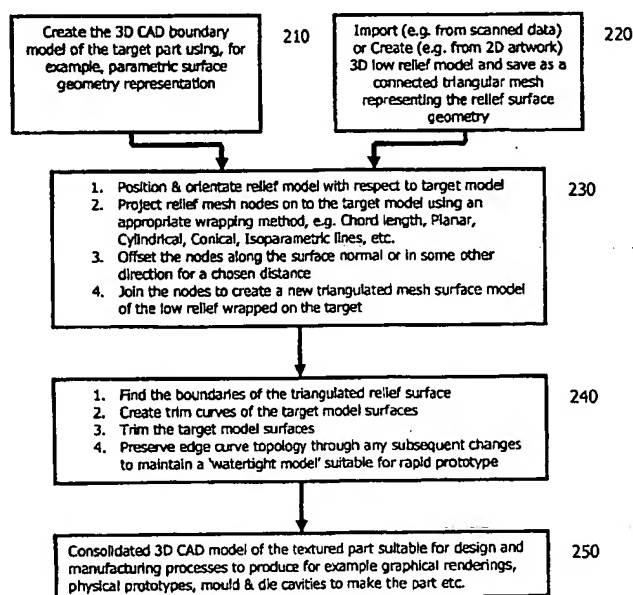 Create the 3D CAD boundary
model of the target part using, for
example, parametric surface
geometry representation
210
Import (e.g. from scanned data)
or Create (e.g. from 2D artwork)
3D low relief model and save as a
connected triangular mesh
representing the relief surface
geometry
220
1. Position & orientate relief model with respect to target model
2. Project relief mesh nodes on to the target model using an
appropriate wrapping method, e.g. Chord length, Planar,
Cylindrical, Conical, Isoparametric lines, etc.
3. Offset the nodes along the surface normal or in some other
direction for a chosen distance
4. Join the nodes to create a new triangulated mesh surface model
of the low relief wrapped on the target
230
1. Find the boundaries of the triangulated relief surface
2. Create trim curves of the target model surfaces
3. Trim the target model surfaces
4. Preserve edge curve topology through any subsequent changes
to maintain a 'watertight model' suitable for rapid prototype
240
Consolidated 3D CAD model of the textured part suitable for design and
manufacturing processes to produce for example graphical renderings,
physical prototypes, mould & die cavities to make the part etc.
250